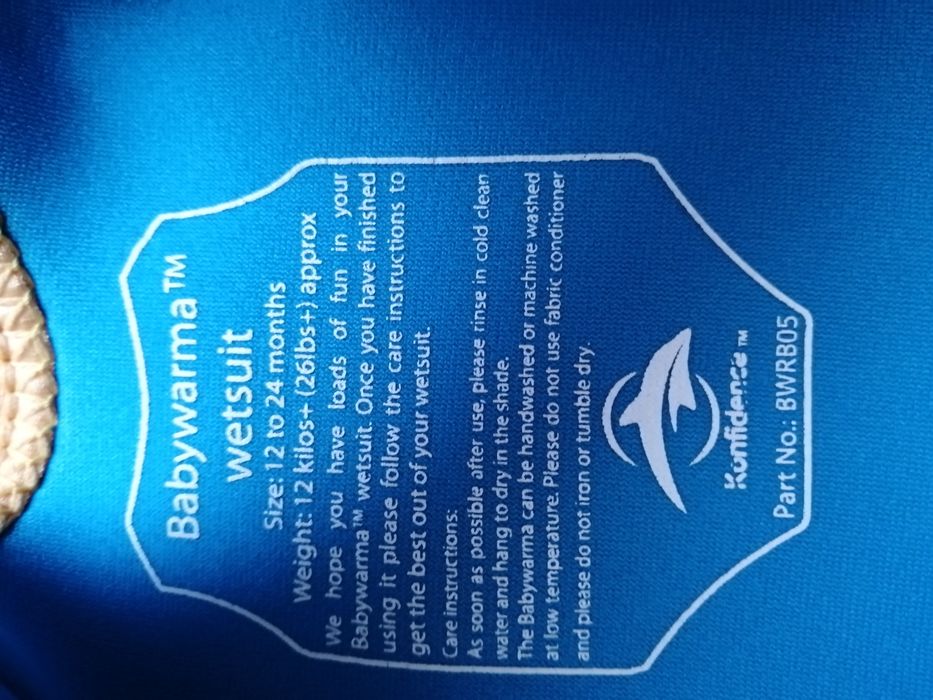 Babywarma™
wetsuit
Size: 12 to 24 months
Weight: 12 kilos+ (26lbs+) approx
We hope you have loads of fun in your
Babywarma™ wetsuit. Once you have finished
using it please follow the care instructions to
get the best out of your wetsuit.
Care instructions:
As soon as possible after use, please rinse in cold clean
water and hang to dry in the shade.
The Babywarma can be handwashed or machine washed
at low temperature. Please do not use fabric conditioner
and please do not iron or tumble dry.
Konfidence™
Part No.: BWRB05